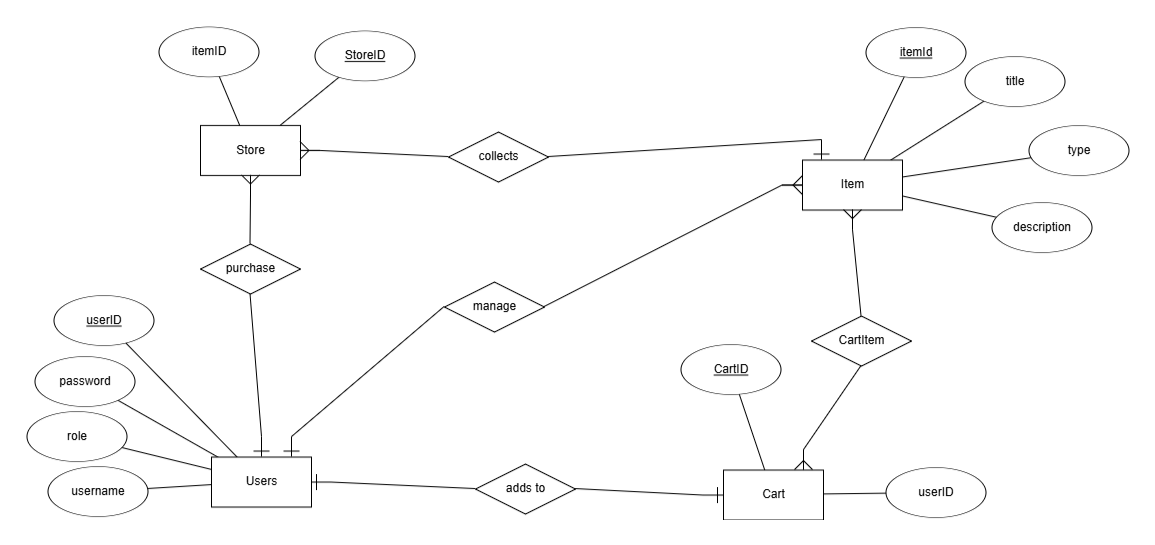 itemID
StoreID
itemId
title
Store
collects
type
Item
description
purchase
manage
userID
CartItem
password
CartID
role
username
Users
adds to
Cart
userID